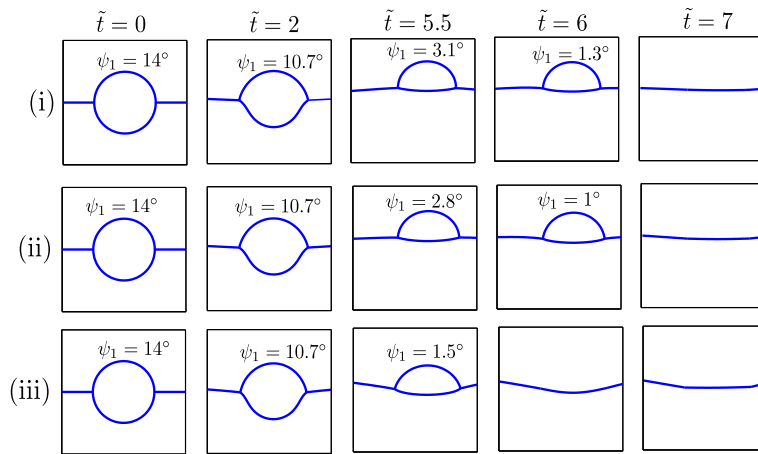 t̃ = 0 t̃ = 2 t̃ = 5.5 t̃ = 6 t̃ = 7
(i) ψ₁ = 14° ψ₁ = 10.7° ψ₁ = 3.1° ψ₁ = 1.3°
(ii) ψ₁ = 14° ψ₁ = 10.7° ψ₁ = 2.8° ψ₁ = 1°
(iii) ψ₁ = 14° ψ₁ = 10.7° ψ₁ = 1.5°